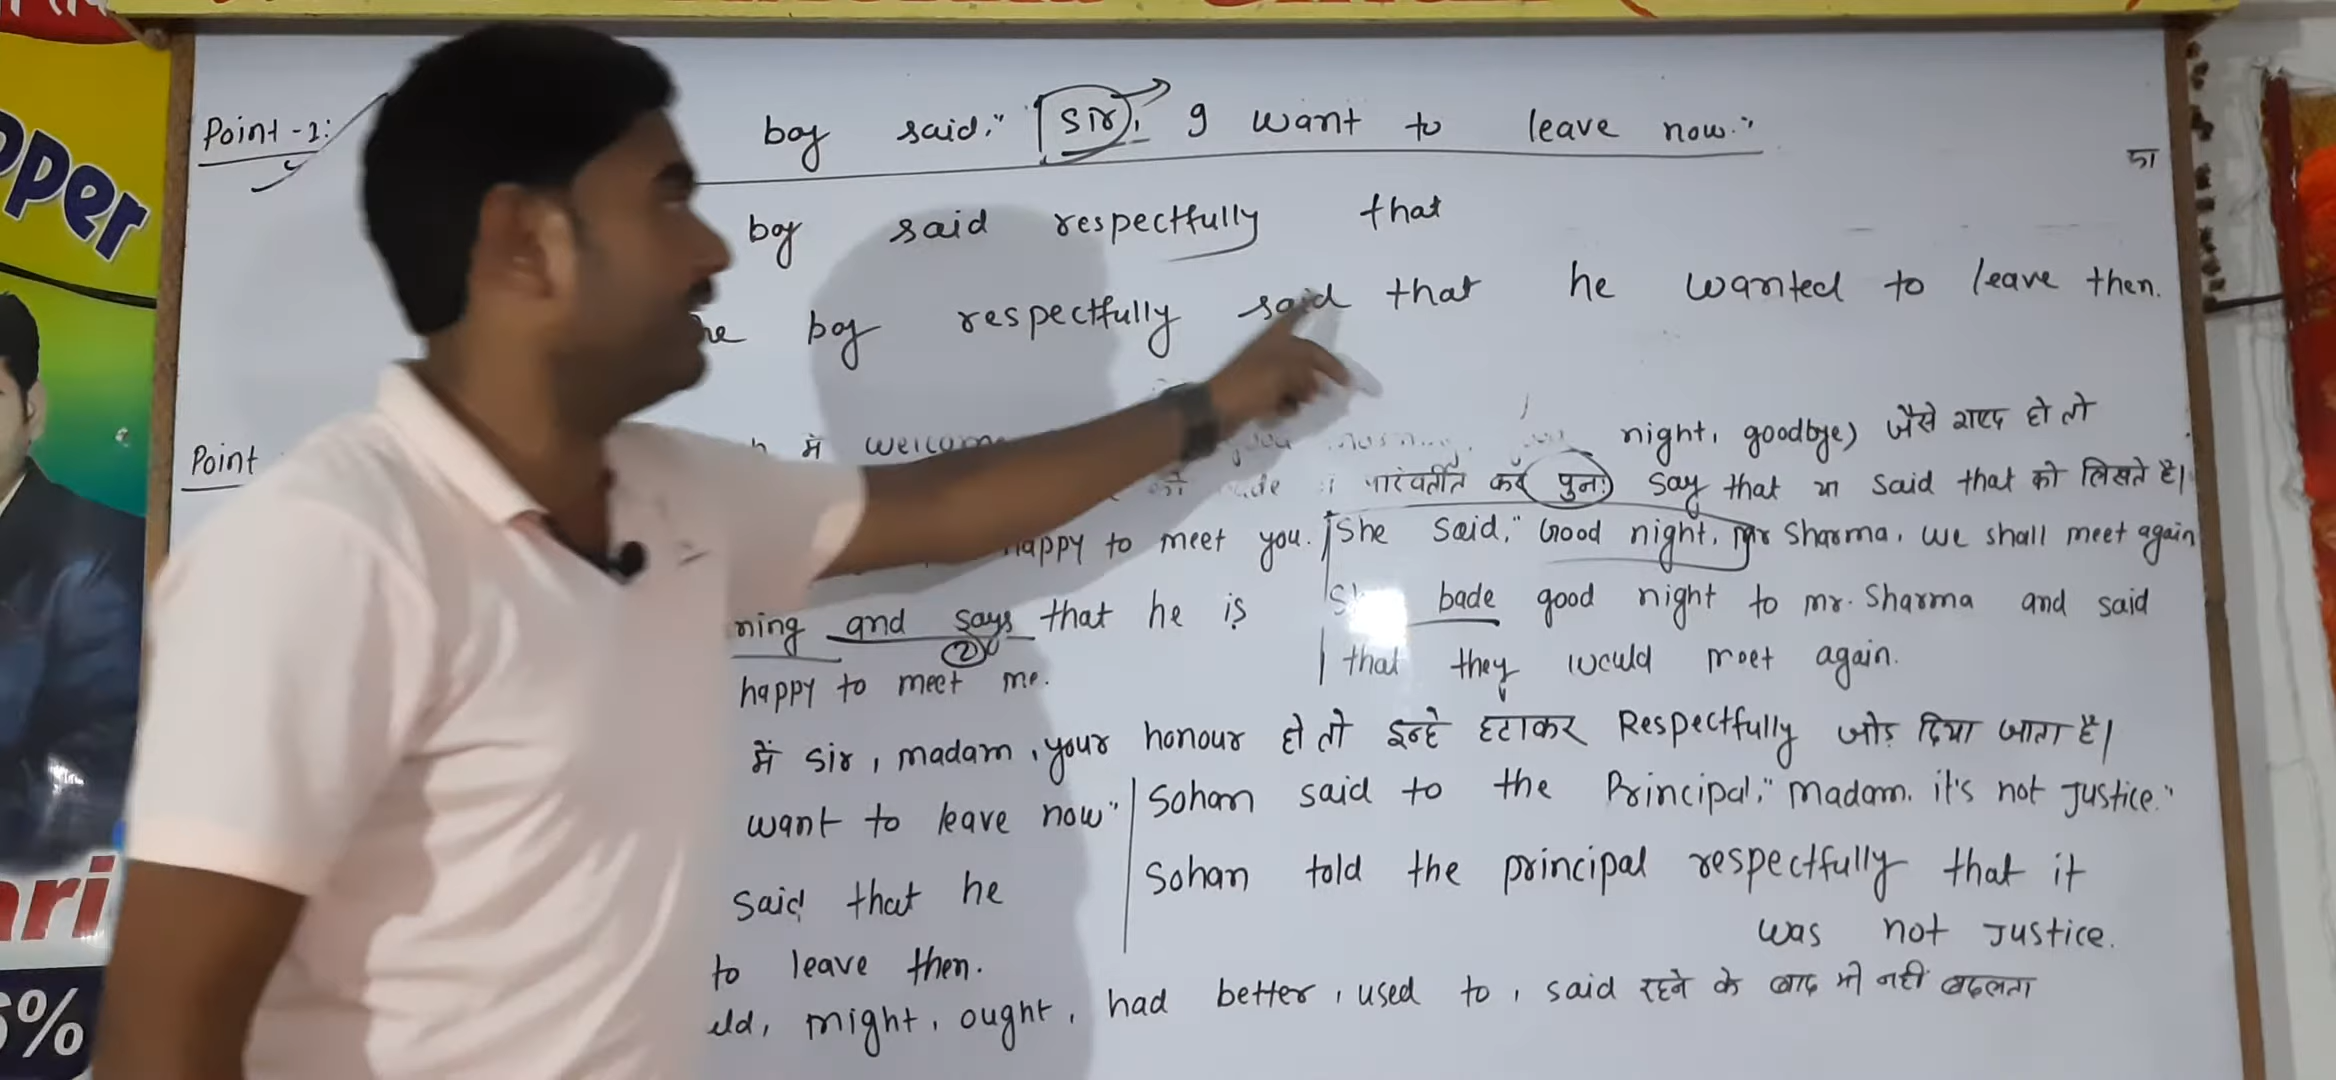 pper
ari
5%
Point -2: boy said," Sir, I want to leave now."
boy said respectfully that
boy respectfully said that he wanted to leave then.
Point में night, goodbye) जैसे शब्द हो तो
पुनः say that या said that को लिखते है।
happy to meet you.
She said," Good night, Mr Sharma, we shall meet again
ning and says that he is
2
happy to meet me.
bade good night to mr. Sharma and said
that they would meet again.
में sir, madam, your honour हो तो इन्हे हटाकर Respectfully जोड़ दिया जाता है।
want to leave now"
said that he
to leave then.
Sohan said to the Principal," Madam, it's not Justice."
Sohan told the principal respectfully that it
was not Justice.
might, ought, had better, used to, said रहने के बाद भी नहीं बदलता